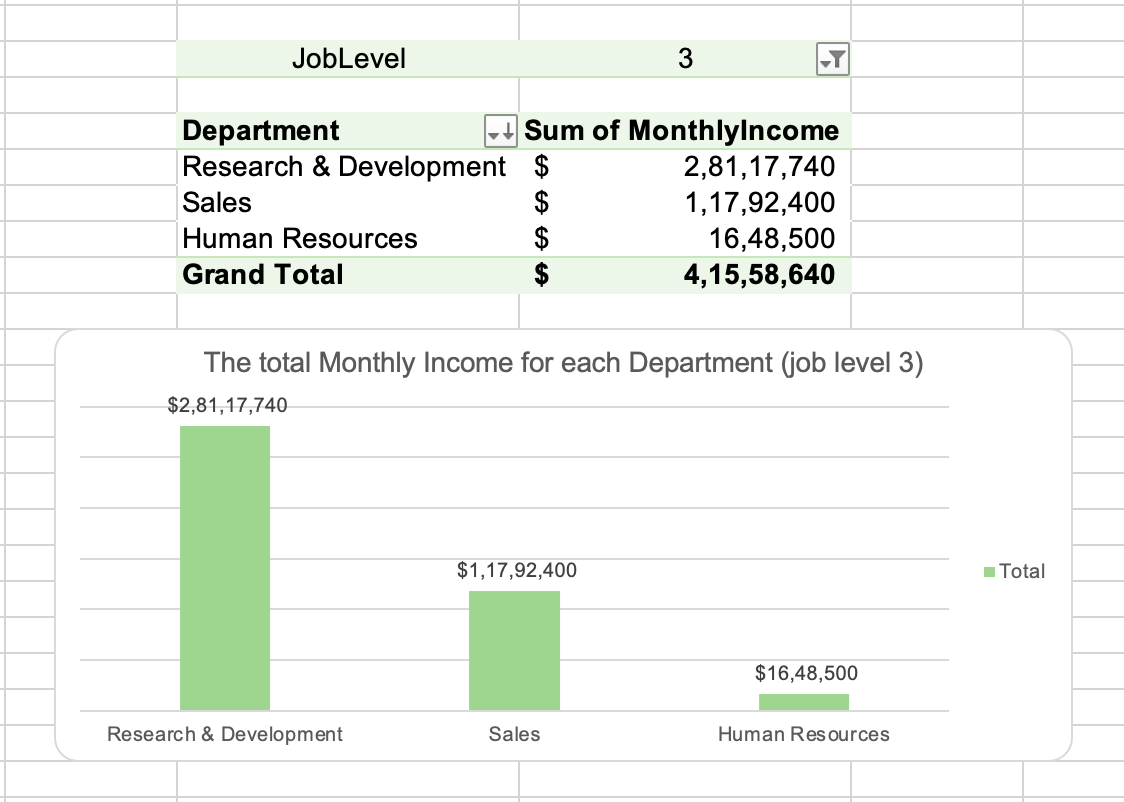 JobLevel 3
Department Sum of MonthlyIncome
Research & Development $ 2,81,17,740
Sales $ 1,17,92,400
Human Resources $ 16,48,500
Grand Total $ 4,15,58,640
The total Monthly Income for each Department (job level 3)
$2,81,17,740
$1,17,92,400
$16,48,500
Total
Research & Development Sales Human Resources